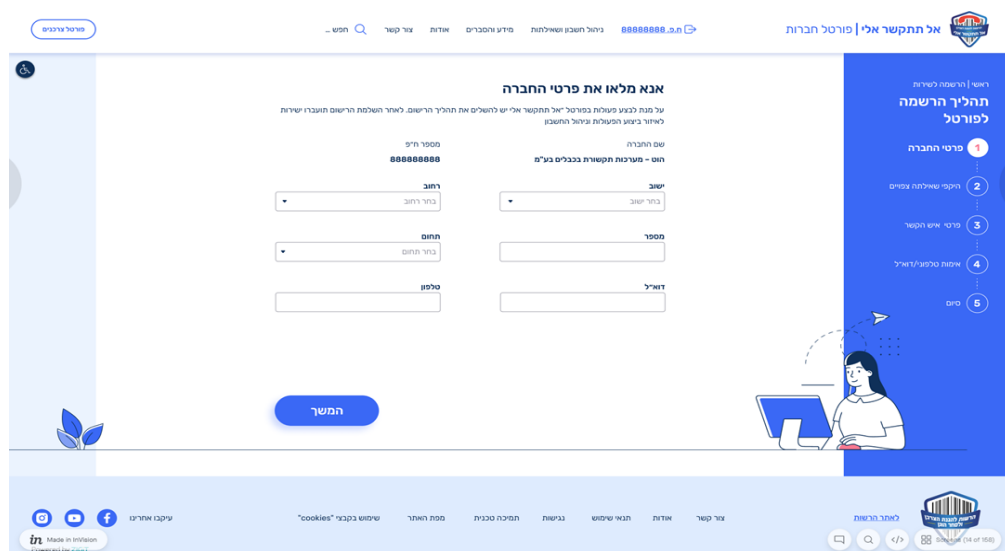 אל תתקשר אלי | פורטל חברות
ח.פ. 88888888
ניהול חשבון ושאילתות
מידע והסברים
אודות
צור קשר
חפש ...
פורטל צרכנים
ראשי | הרשמה לשירות
תהליך הרשמה
לפורטל
1 פרטי החברה
2 היקפי שאילתה צפויים
3 פרטי איש הקשר
4 אימות טלפוני/דוא״ל
5 סיום
אנא מלאו את פרטי החברה
על מנת לבצע פעולות בפורטל ״אל תתקשר אלי יש להשלים את תהליך הרישום. לאחר השלמת הרישום תועברו ישירות
לאיזור ביצוע הפעולות וניהול החשבון
שם החברה
מספר ח״פ
הוט – מערכות תקשורת בכבלים בע"מ
888888888
ישוב
רחוב
בחר ישוב
בחר רחוב
מספר
תחום
בחר תחום
דוא״ל
טלפון
המשך
לאתר הרשות
צור קשר
אודות
תנאי שימוש
נגישות
תמיכה טכנית
מפת האתר
שימוש בקבצי "cookies"
עיקבו אחרינו
in Made in InVision
(14 of 168)